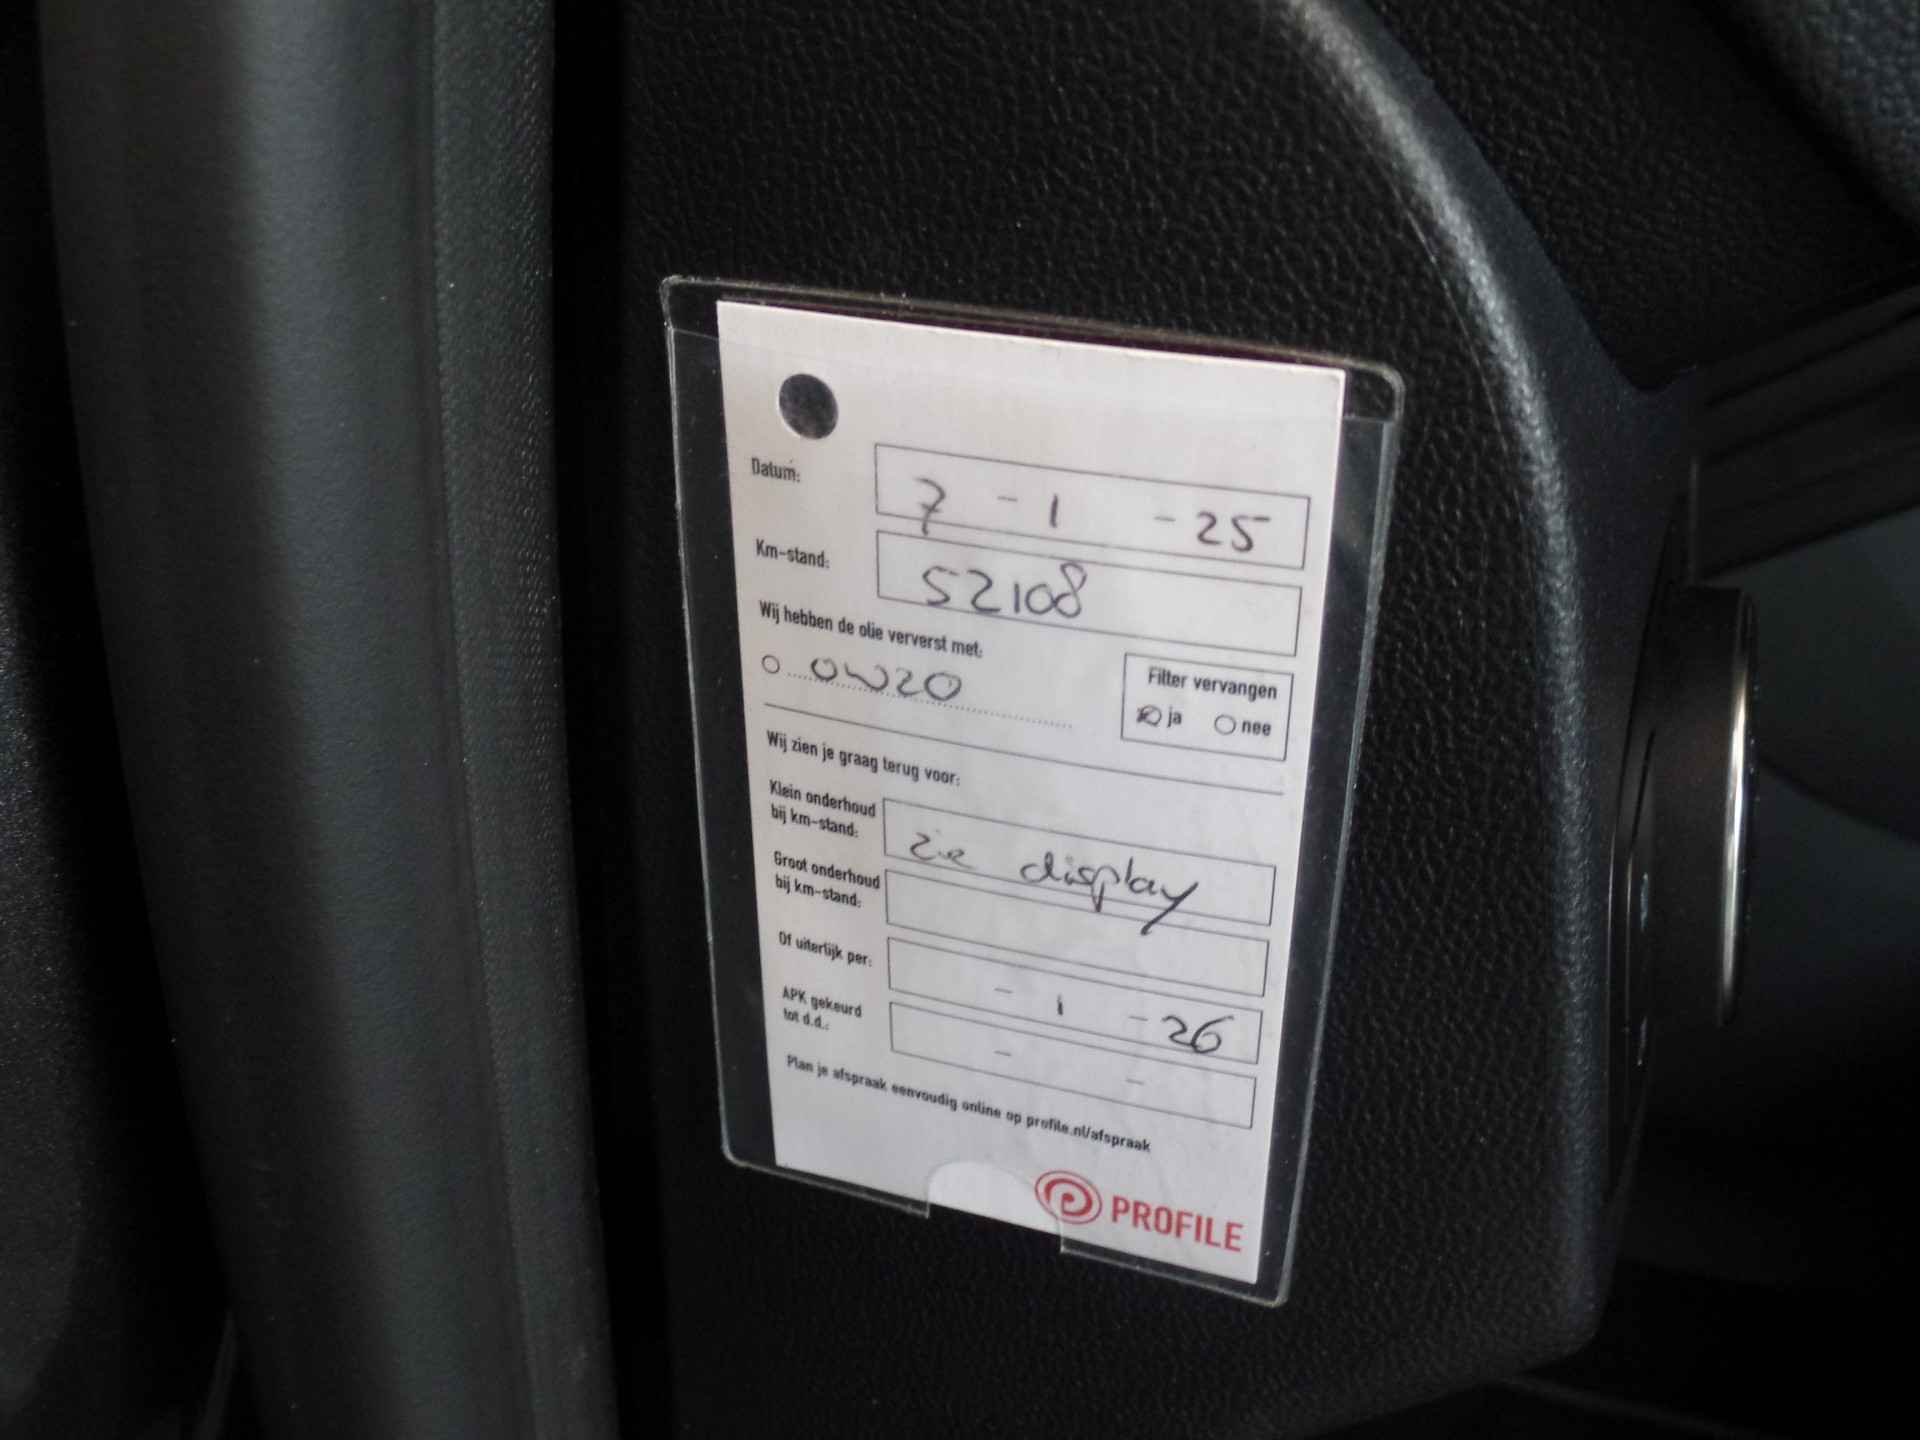 Datum: 7 - 1 - 25
Km-stand: 52108
Wij hebben de olie ververst met:
0W20
Filter vervangen
ja nee
Wij zien je graag terug voor:
Klein onderhoud
bij km-stand: zie display
Groot onderhoud
bij km-stand:
Of uiterlijk per: - 1 - 26
APK gekeurd
tot d.d.: - -
Plan je afspraak eenvoudig online op profile.nl/afspraak
PROFILE